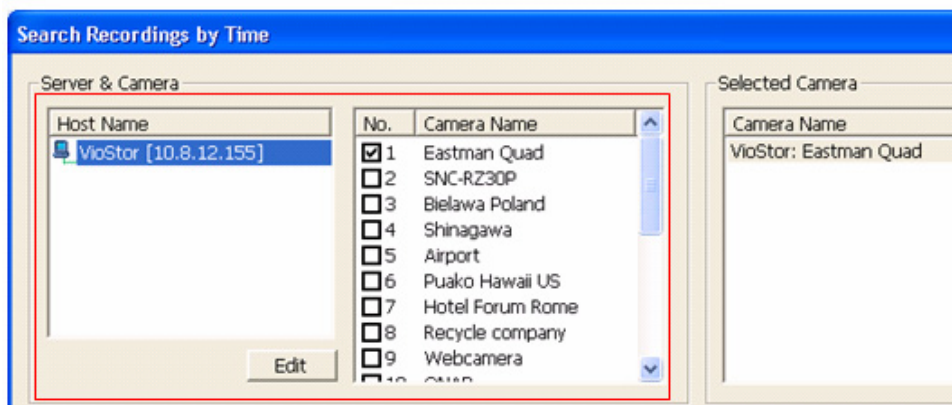 Search Recordings by Time
Server & Camera
Host Name
VioStor [10.8.12.155]
Edit
No. Camera Name
1 Eastman Quad
2 SNC-RZ30P
3 Bielawa Poland
4 Shinagawa
5 Airport
6 Puako Hawaii US
7 Hotel Forum Rome
8 Recycle company
9 Webcamera
Selected Camera
Camera Name
VioStor: Eastman Quad